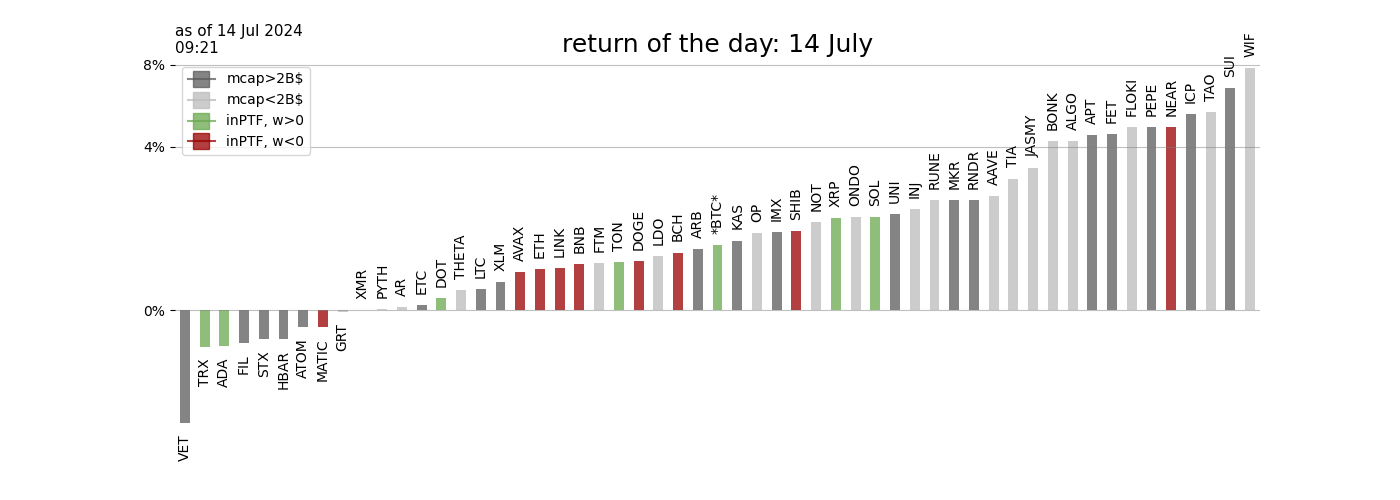 as of 14 Jul 2024
09:21
return of the day: 14 July
8%
4%
0%
mcap>2B$
mcap<2B$
inPTF, w>0
inPTF, w<0
VET
TRX
ADA
FIL
STX
HBAR
ATOM
MATIC
GRT
XMR
PYTH
AR
ETC
DOT
THETA
LTC
XLM
AVAX
ETH
LINK
BNB
FTM
TON
DOGE
LDO
BCH
ARB
*BTC*
KAS
OP
IMX
SHIB
NOT
XRP
ONDO
SOL
UNI
INJ
RUNE
MKR
RNDR
AAVE
TIA
JASMY
BONK
ALGO
APT
FET
FLOKI
PEPE
NEAR
ICP
TAO
SUI
WIF